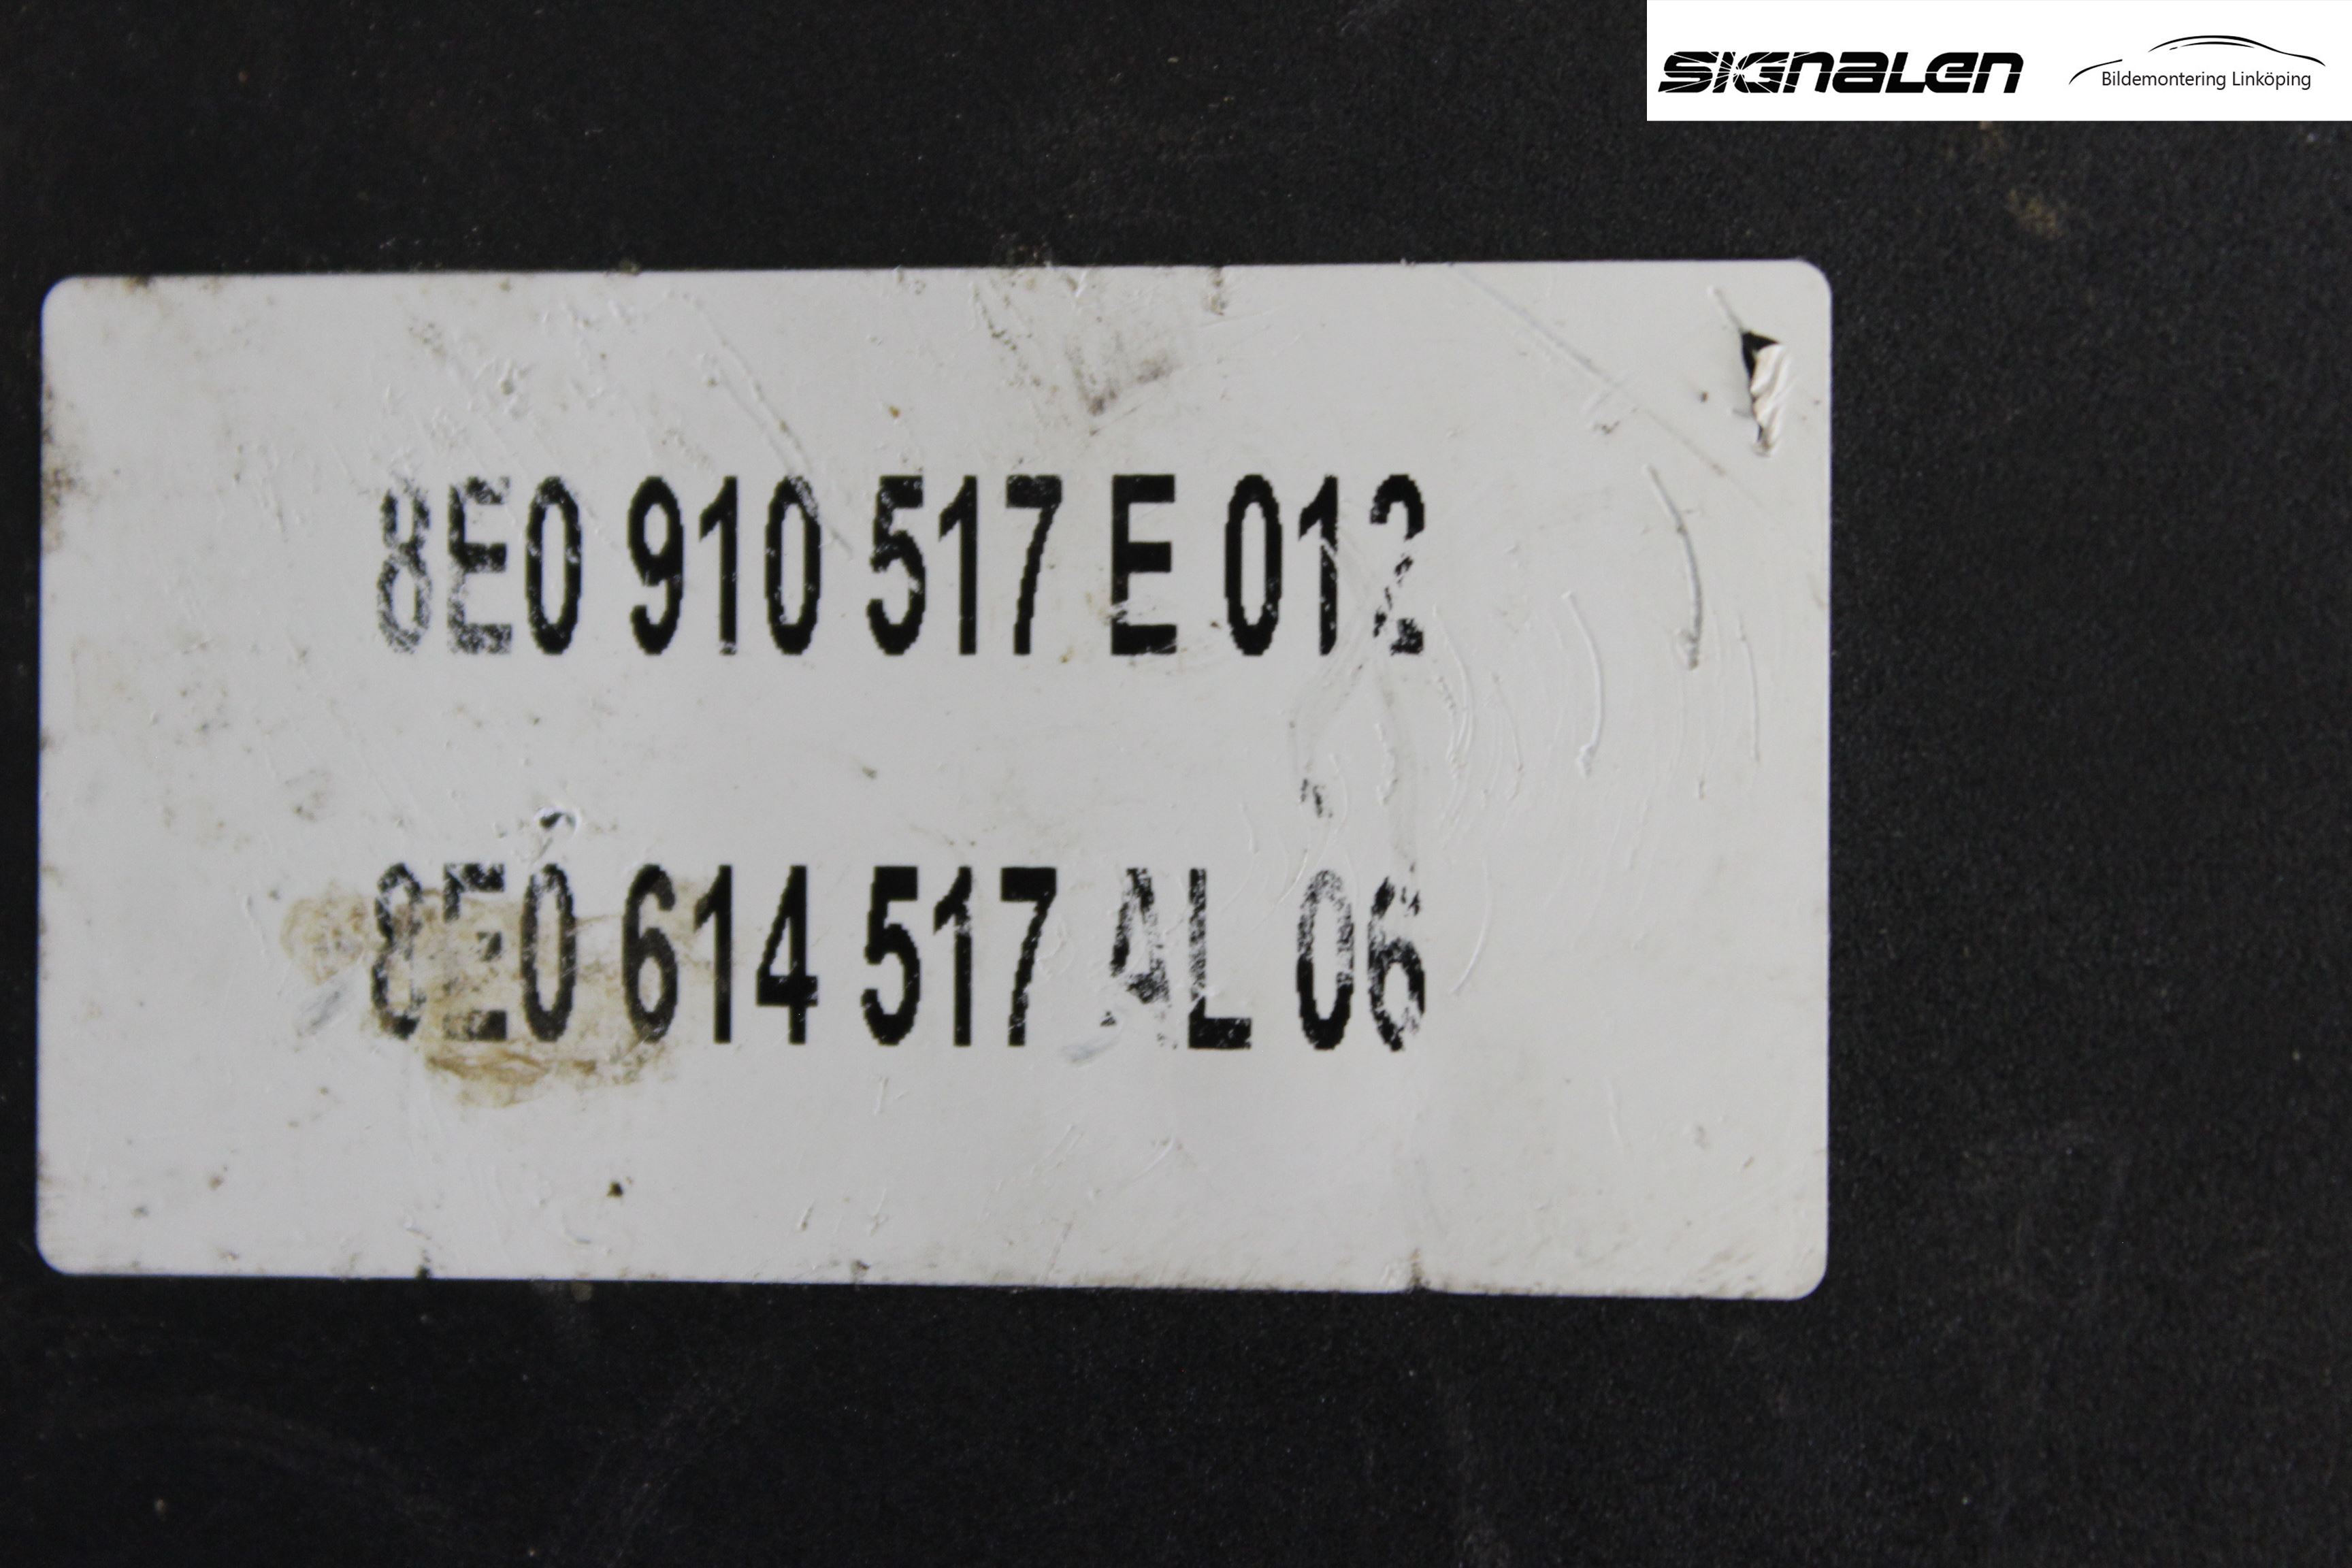 SIGNALEN
Bildemontering Linköping
8E0 910 517 E 012
8E0 614 517 AL 06